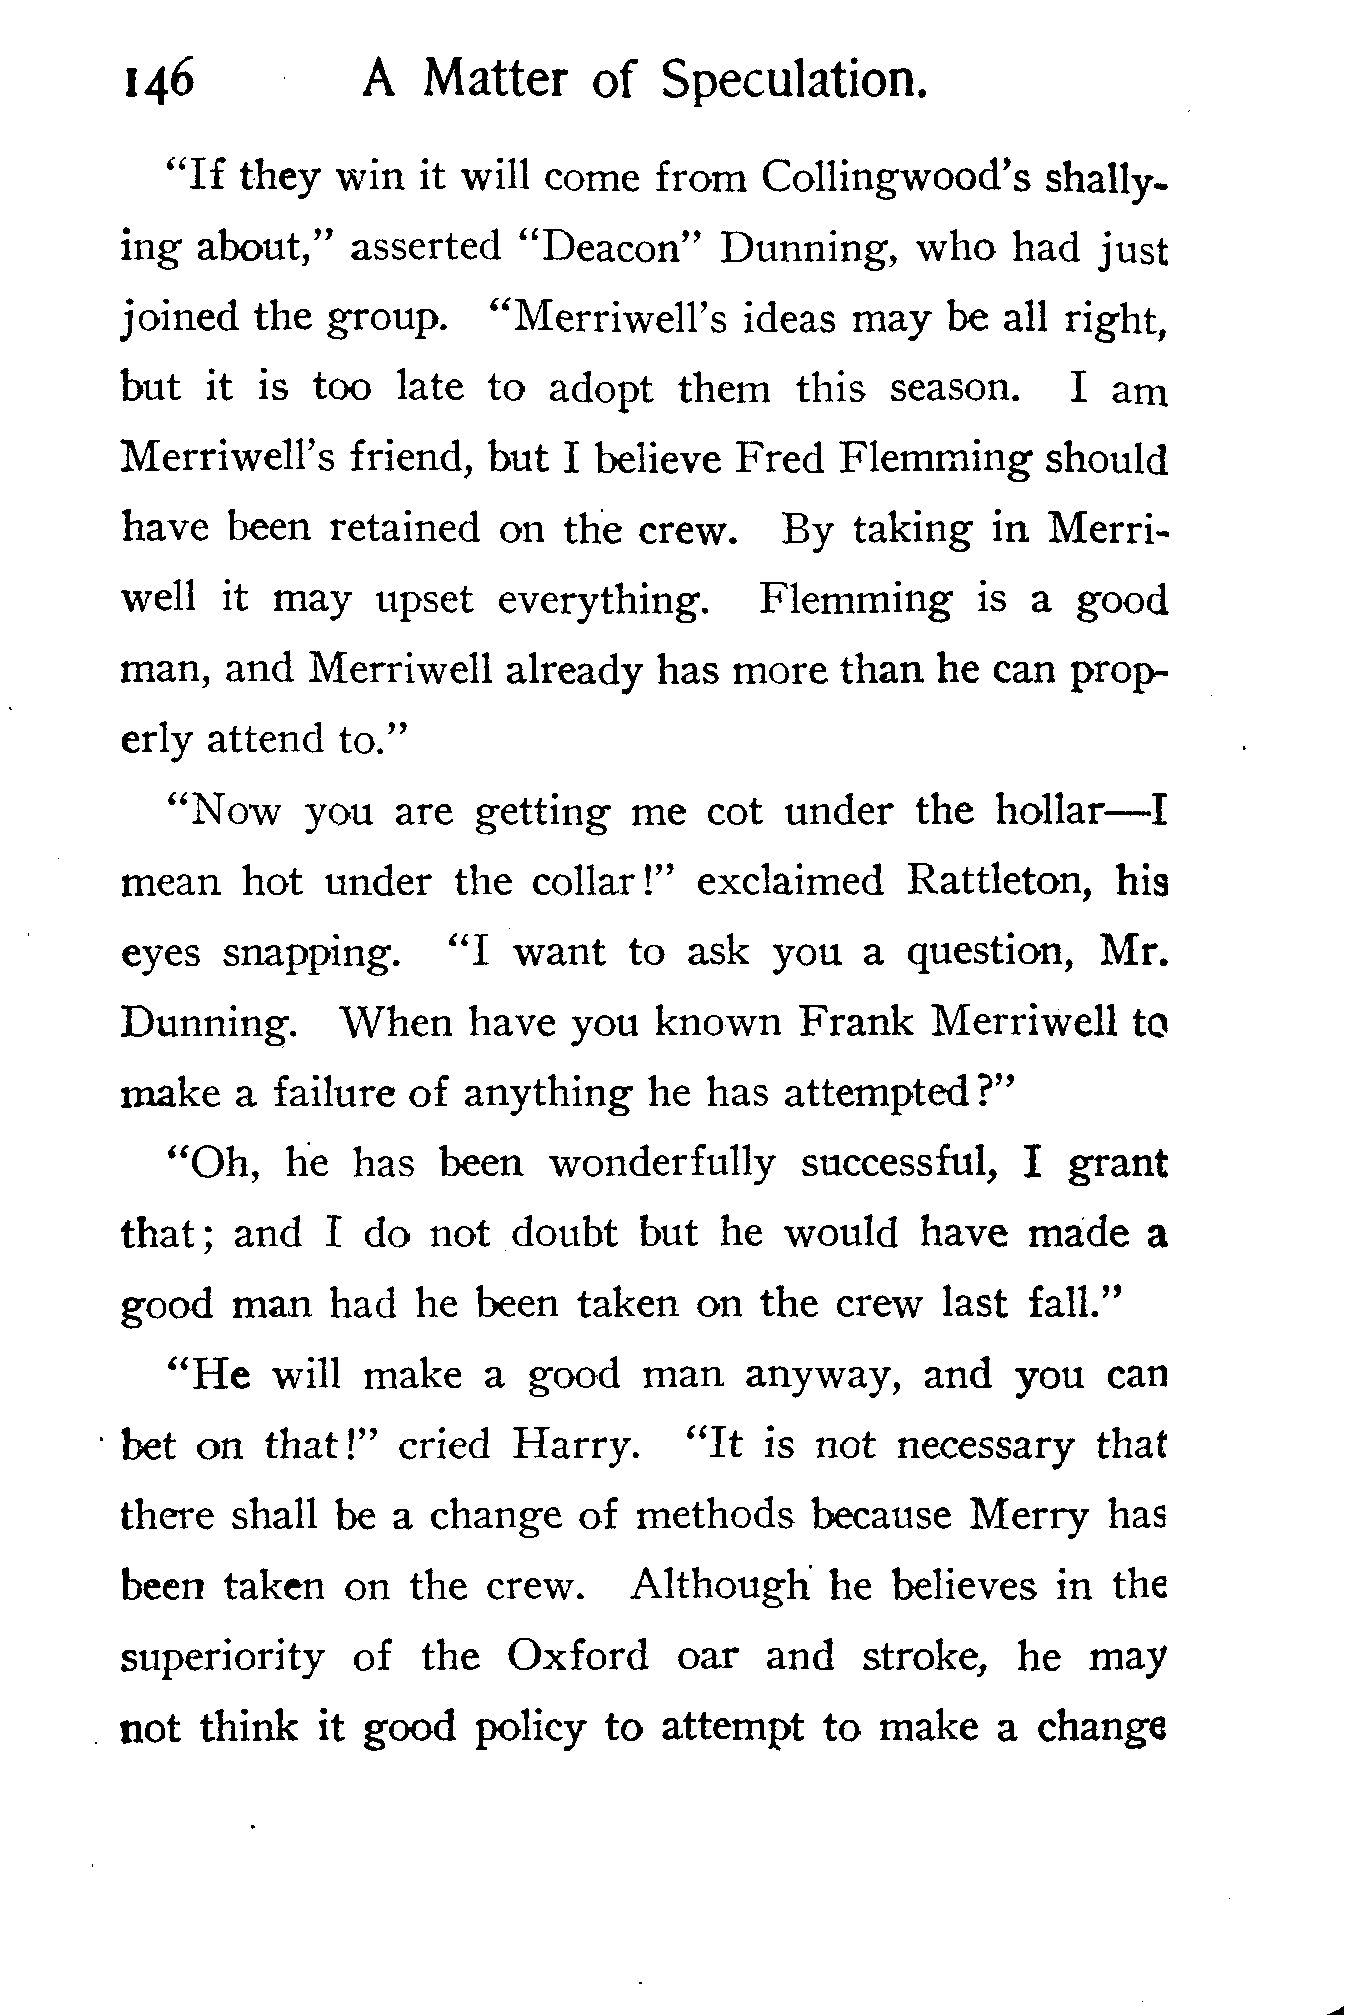 146 A Matter of Speculation.
"If they win it will come from Collingwood's shally-
ing about," asserted "Deacon" Dunning, who had just
joined the group. "Merriwell's ideas may be all right,
but it is too late to adopt them this season. I am
Merriwell's friend, but I believe Fred Flemming should
have been retained on the crew. By taking in Merri-
well it may upset everything. Flemming is a good
man, and Merriwell already has more than he can prop-
erly attend to."
"Now you are getting me cot under the hollar—I
mean hot under the collar!" exclaimed Rattleton, his
eyes snapping. "I want to ask you a question, Mr.
Dunning. When have you known Frank Merriwell to
make a failure of anything he has attempted?"
"Oh, he has been wonderfully successful, I grant
that; and I do not doubt but he would have made a
good man had he been taken on the crew last fall."
"He will make a good man anyway, and you can
bet on that!" cried Harry. "It is not necessary that
there shall be a change of methods because Merry has
been taken on the crew. Although he believes in the
superiority of the Oxford oar and stroke, he may
not think it good policy to attempt to make a change